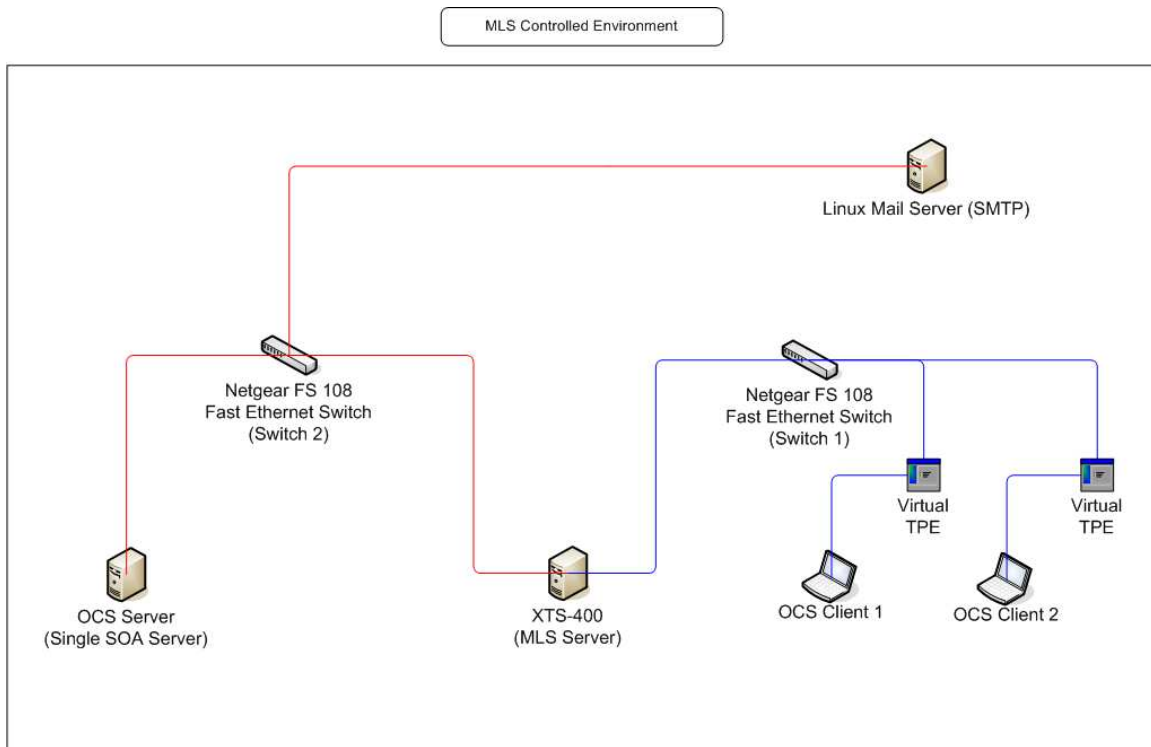 MLS Controlled Environment
Linux Mail Server (SMTP)
Netgear FS 108
Fast Ethernet Switch
(Switch 2)
Netgear FS 108
Fast Ethernet Switch
(Switch 1)
Virtual
TPE
Virtual
TPE
OCS Server
(Single SOA Server)
XTS-400
(MLS Server)
OCS Client 1
OCS Client 2